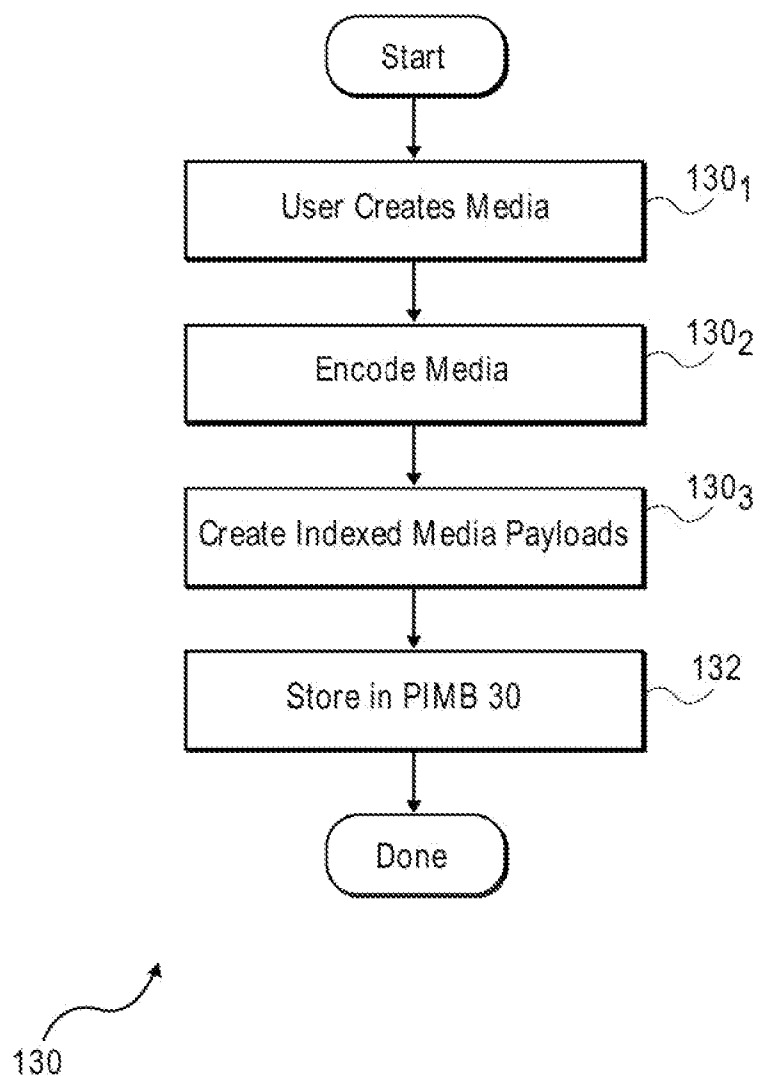 Start
User Creates Media
130₁
Encode Media
130₂
Create Indexed Media Payloads
130₃
Store in PIMB 30
132
Done
130